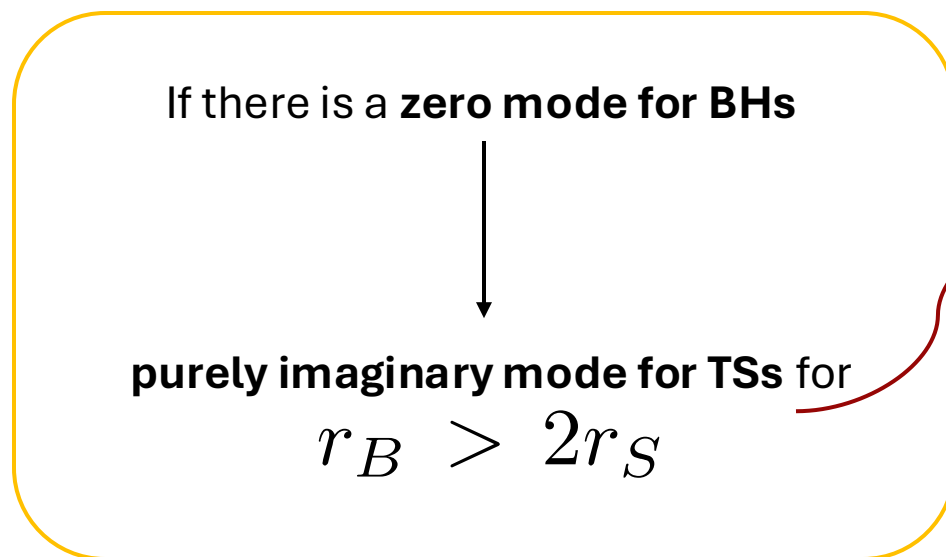 If there is a zero mode for BHs
purely imaginary mode for TSs for
r_B > 2r_S